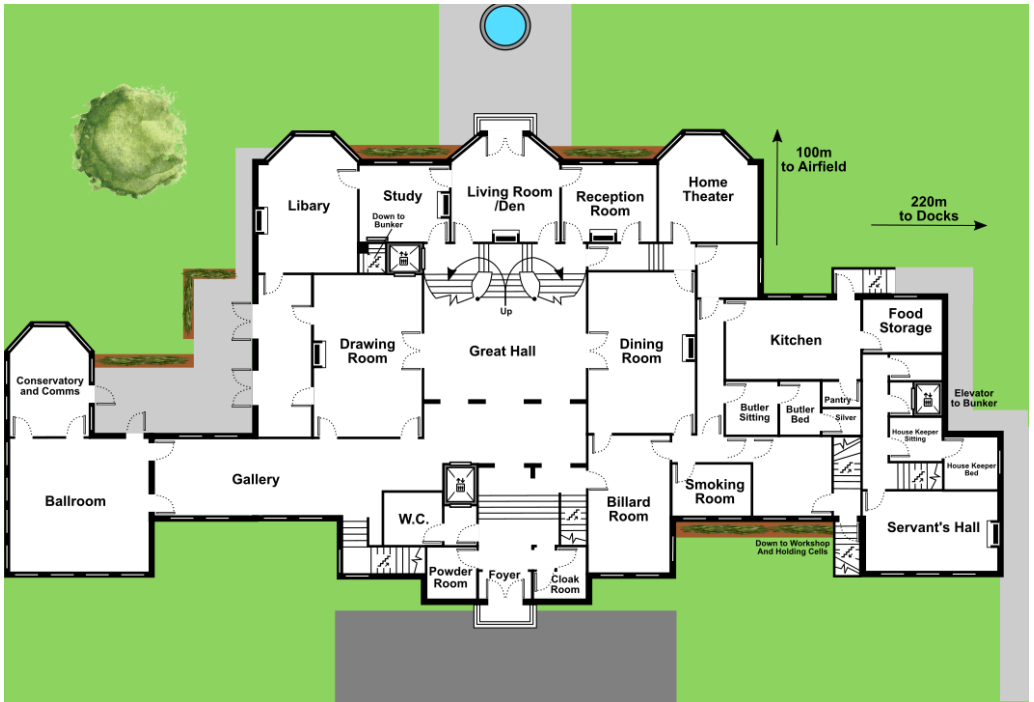 100m
to Airfield
220m
to Docks
Libary
Study
Down to
Bunker
Living Room
/Den
Reception
Room
Home
Theater
Up
Drawing
Room
Great Hall
Dining
Room
Kitchen
Food
Storage
Conservatory
and Comms
Pantry
Silver
Butler
Sitting
Butler
Bed
Elevator
to Bunker
House Keeper
Sitting
House Keeper
Bed
Ballroom
Gallery
W.C.
Billard
Room
Smoking
Room
Servant's Hall
Down to Workshop
And Holding Cells
Powder
Room
Foyer
Cloak
Room